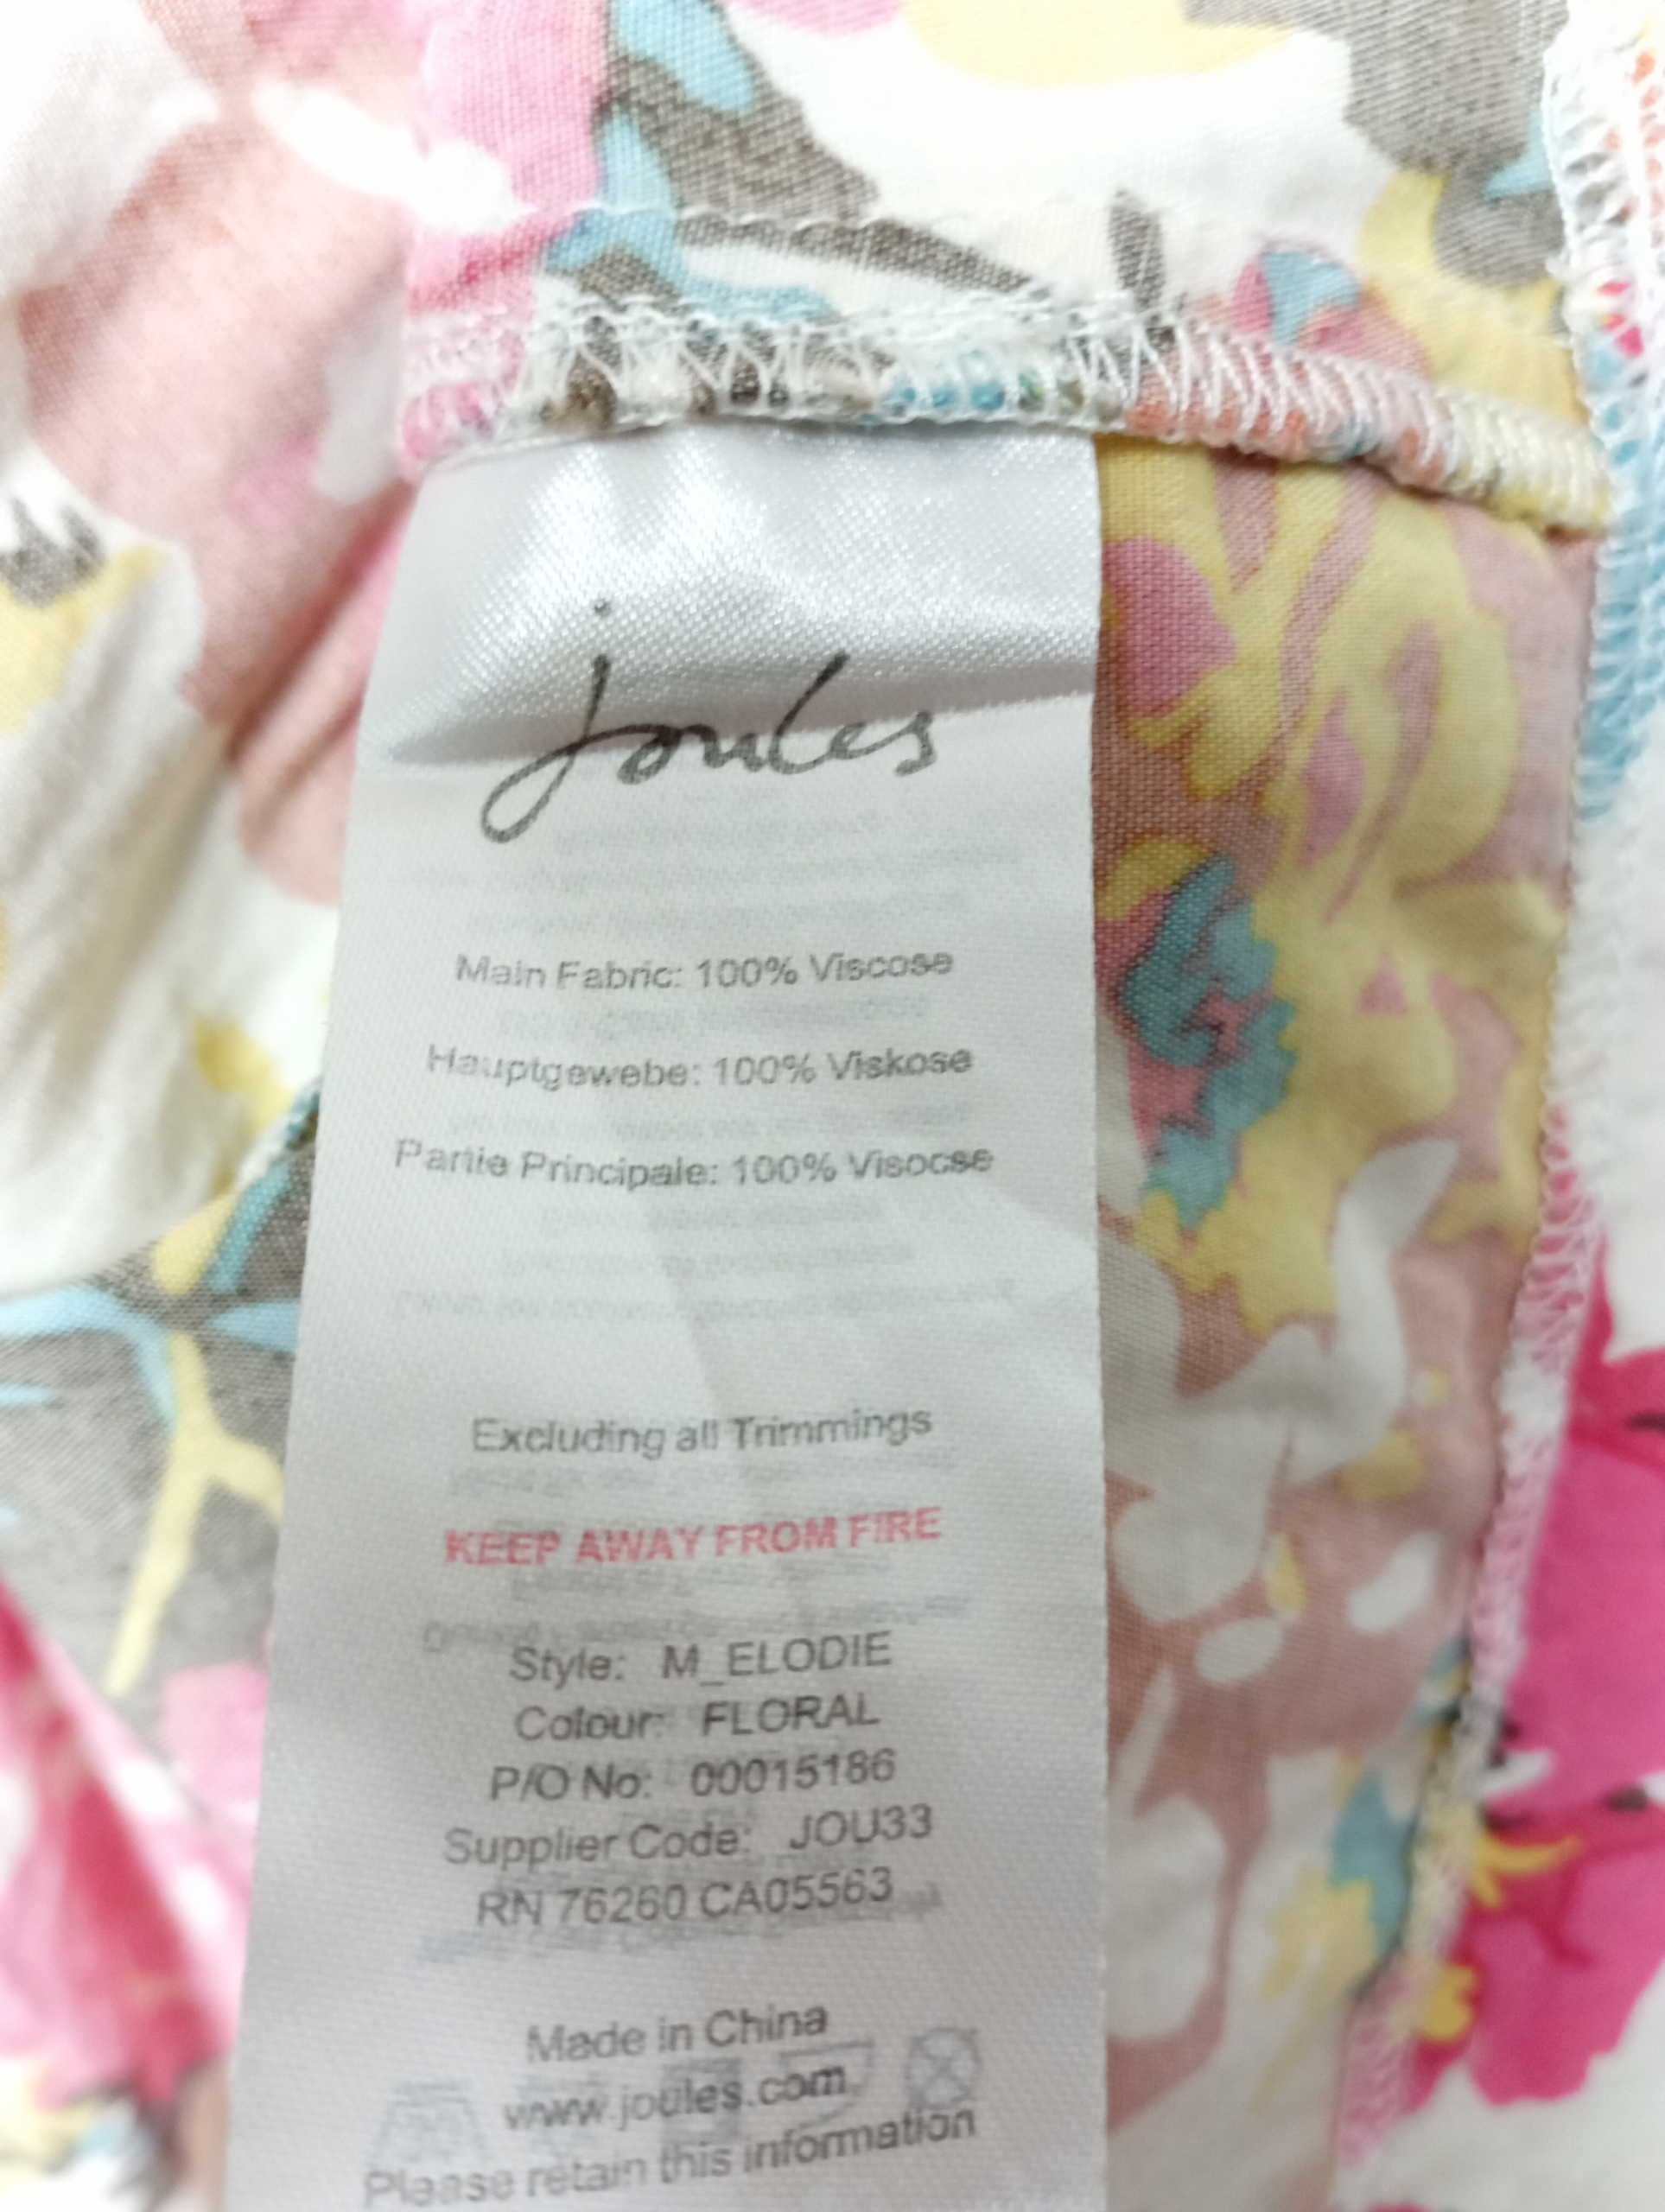 joules
Main Fabric: 100% Viscose
Hauptgewebe: 100% Viskose
Partie Principale: 100% Visocse
Excluding all Trimmings
KEEP AWAY FROM FIRE
Style: M_ELODIE
Colour: FLORAL
P/O No: 00015186
Supplier Code: JOU33
RN 76260 CA05563
Made in China
www.joules.com
Please retain this information